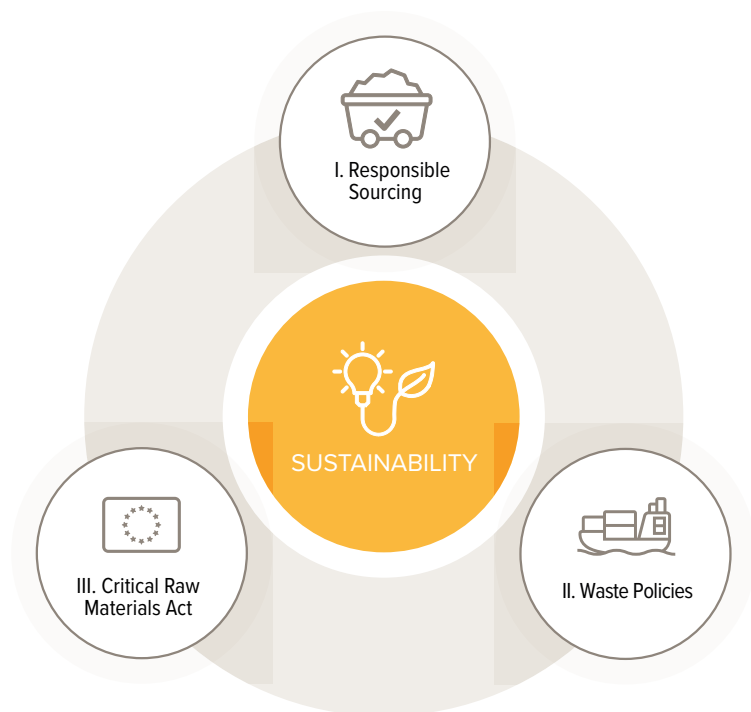 I. Responsible
Sourcing
SUSTAINABILITY
III. Critical Raw
Materials Act
II. Waste Policies